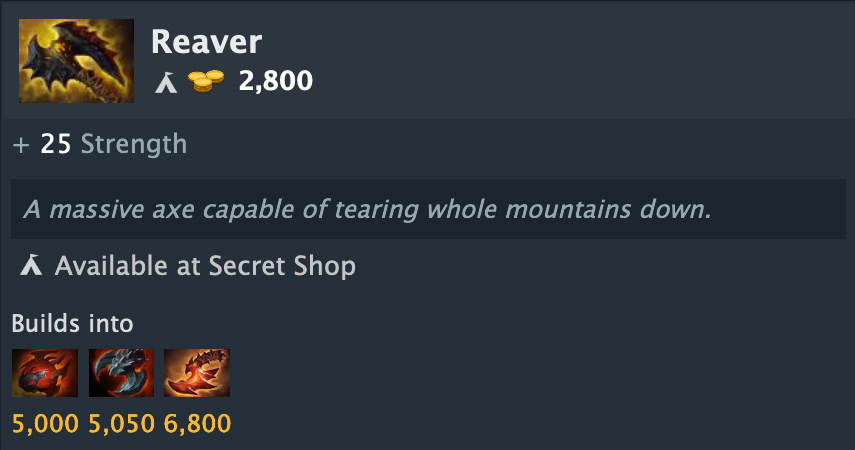 Reaver
2,800
+ 25 Strength
A massive axe capable of tearing whole mountains down.
Available at Secret Shop
Builds into
5,000 5,050 6,800